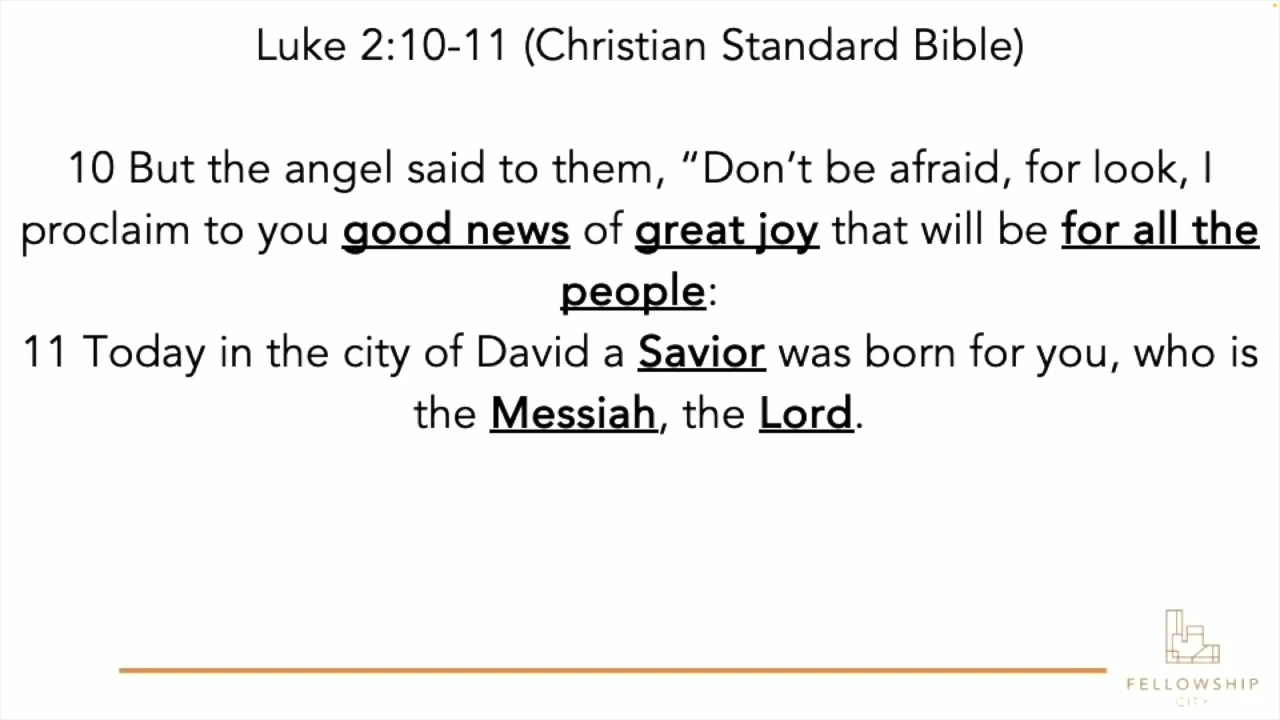 Luke 2:10-11 (Christian Standard Bible)
10 But the angel said to them, “Don’t be afraid, for look, I
proclaim to you good news of great joy that will be for all the
people:
11 Today in the city of David a Savior was born for you, who is
the Messiah, the Lord.
FELLOWSHIP
CITY